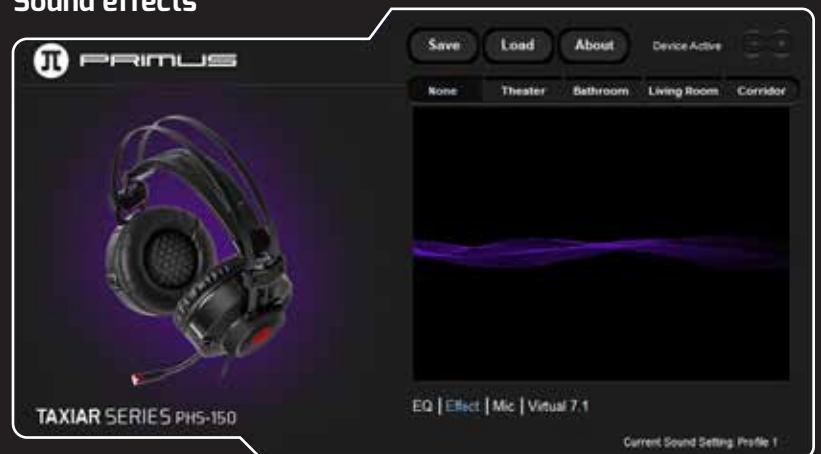 Sound effects
PRIMUS
Save Load About Device Active
None Theater Bathroom Living Room Corridor
TAXIAR SERIES PHS-150
EQ | Effect | Mic | Virtual 7.1
Current Sound Setting: Profile 1